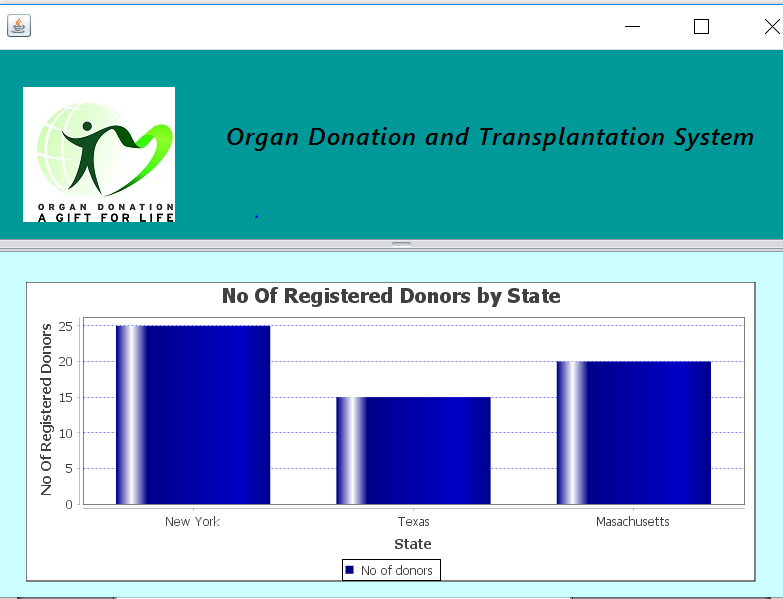 Organ Donation and Transplantation System
ORGAN DONATION
A GIFT FOR LIFE
No Of Registered Donors by State
No Of Registered Donors
25
20
15
10
5
0
New York
Texas
Masachusetts
State
No of donors